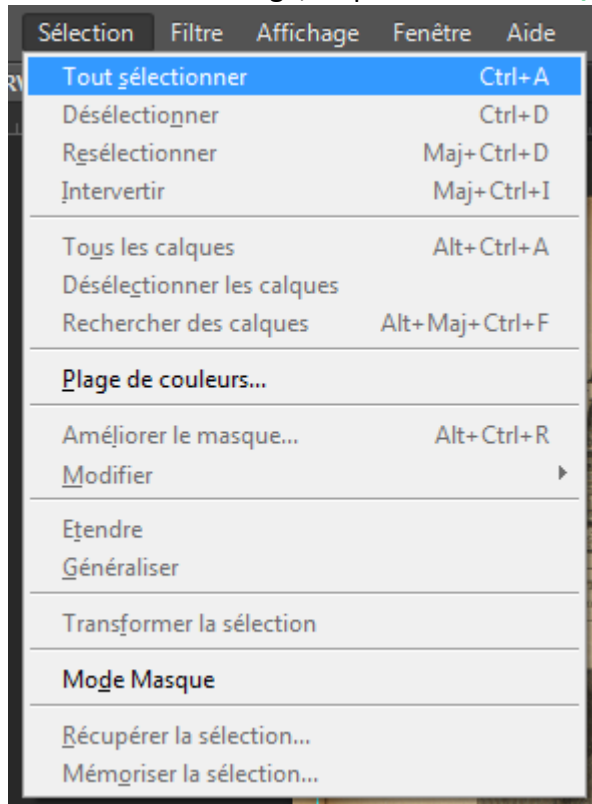 Sélection Filtre Affichage Fenêtre Aide
Tout sélectionner Ctrl+A
Désélectionner Ctrl+D
Resélectionner Maj+Ctrl+D
Intervertir Maj+Ctrl+I
Tous les calques Alt+Ctrl+A
Désélectionner les calques
Rechercher des calques Alt+Maj+Ctrl+F
Plage de couleurs...
Améliorer le masque... Alt+Ctrl+R
Modifier
Etendre
Généraliser
Transformer la sélection
Mode Masque
Récupérer la sélection...
Mémoriser la sélection...